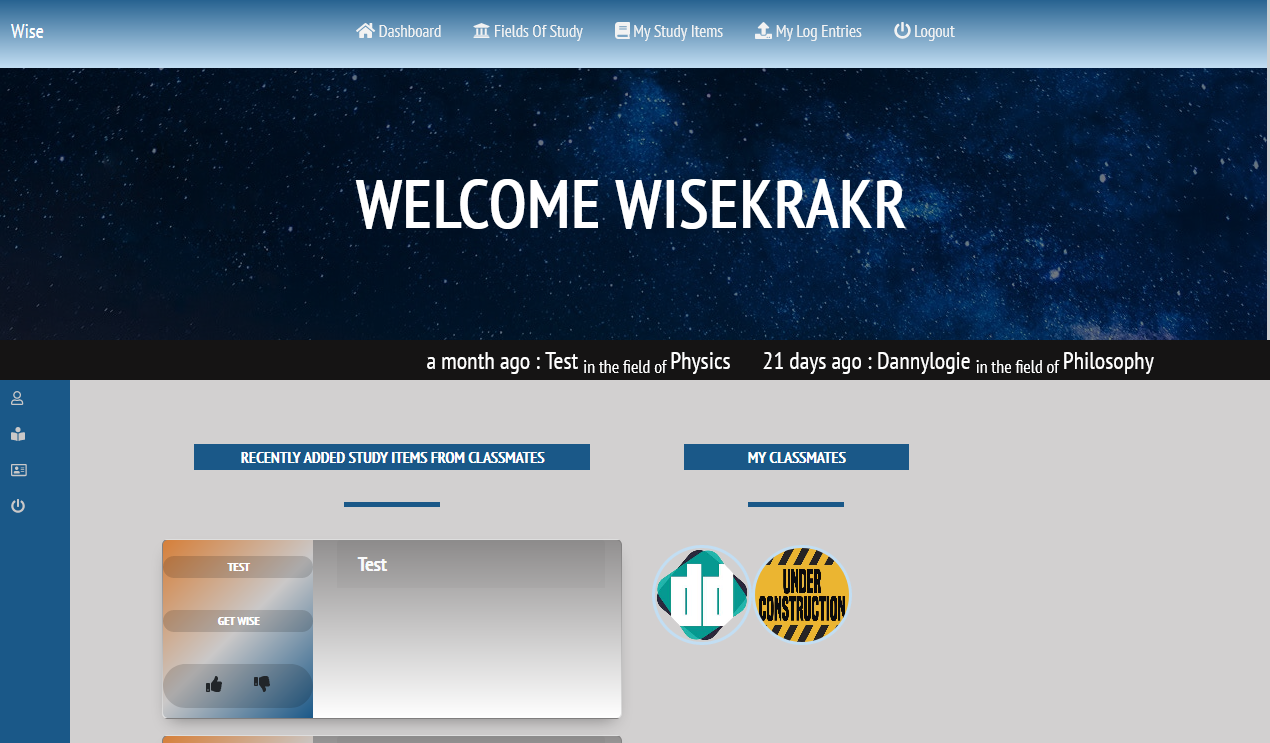 Wise
Dashboard
Fields Of Study
My Study Items
My Log Entries
Logout
WELCOME WISEKRAKR
a month ago : Test in the field of Physics
21 days ago : Dannylogie in the field of Philosophy
RECENTLY ADDED STUDY ITEMS FROM CLASSMATES
MY CLASSMATES
TEST
Test
GET WISE
dd
UNDER
CONSTRUCTION